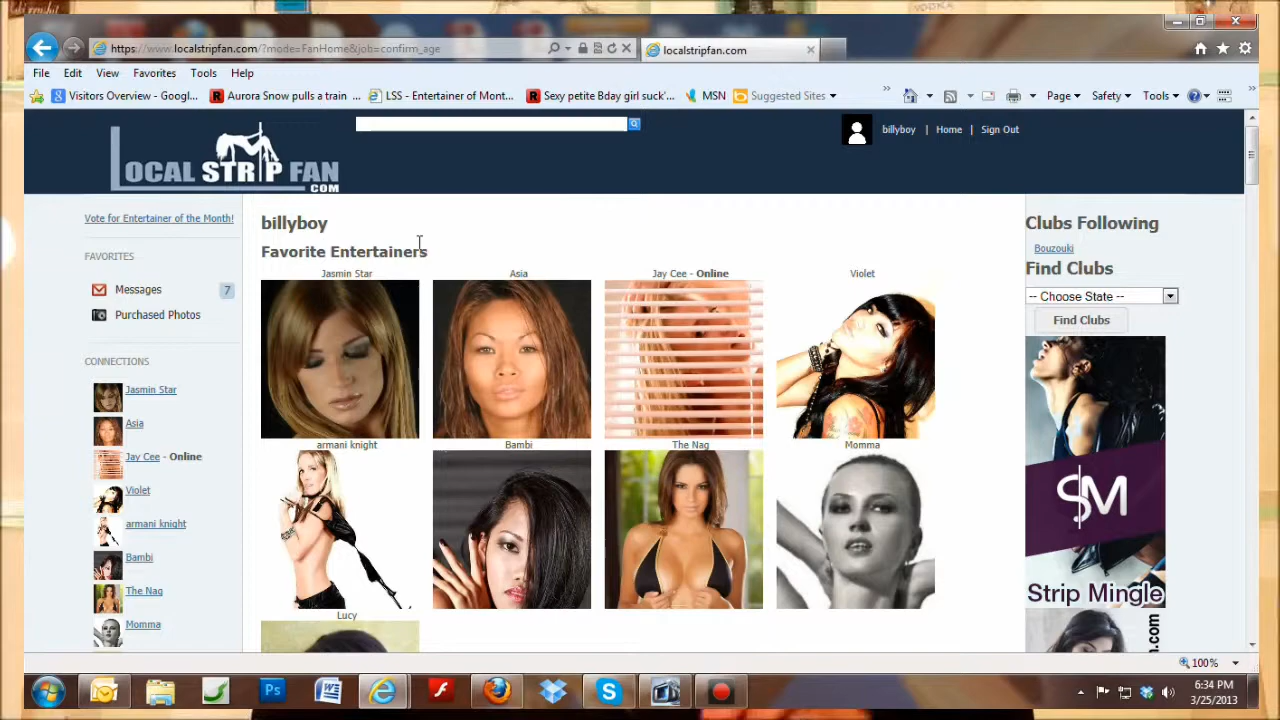 VODKA
https://www.localstripfan.com/?mode=FanHome&job=confirm_age
localstripfan.com
File Edit View Favorites Tools Help
Visitors Overview - Googl...
Aurora Snow pulls a train ...
LSS - Entertainer of Mont...
Sexy petite Bday girl suck'...
MSN
Suggested Sites
Page
Safety
Tools
LOCAL STRIP FAN
COM
billyboy | Home | Sign Out
Vote for Entertainer of the Month!
FAVORITES
Messages 7
Purchased Photos
CONNECTIONS
Jasmin Star
Asia
Jay Cee - Online
Violet
armani knight
Bambi
The Nag
Momma
billyboy
Favorite Entertainers
Jasmin Star
Asia
Jay Cee - Online
Violet
armani knight
Bambi
The Nag
Momma
Lucy
Clubs Following
Bouzouki
Find Clubs
-- Choose State --
Find Clubs
SM
Strip Mingle
n.com
100%
6:34 PM
3/25/2013